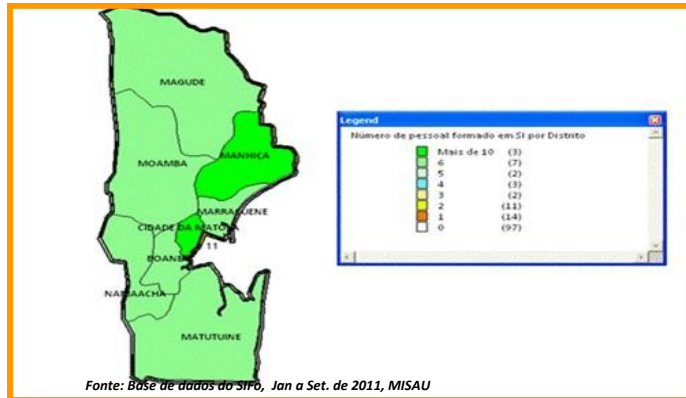 MAGUDE
MANHIÇA
MOAMBA
MARRACUENE
CIDADE DA MATOLA
11
BOANE
NAMAACHA
MATUTUINE
Legend
Número de pessoal formado em SI por Distrito
Mais de 10 (3)
6 (7)
5 (2)
4 (3)
3 (2)
2 (11)
1 (14)
0 (97)
Fonte: Base de dados do SIFo, Jan a Set. de 2011, MISAU